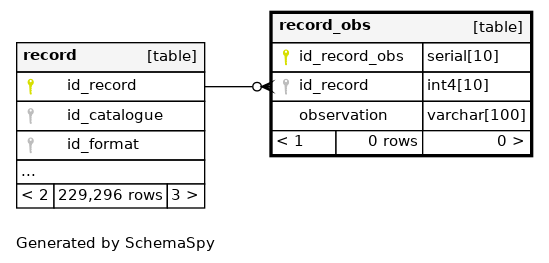 record [table]
id_record
id_catalogue
id_format
...
< 2 229,296 rows 3 >
record_obs [table]
id_record_obs serial[10]
id_record int4[10]
observation varchar[100]
< 1 0 rows 0 >
Generated by SchemaSpy